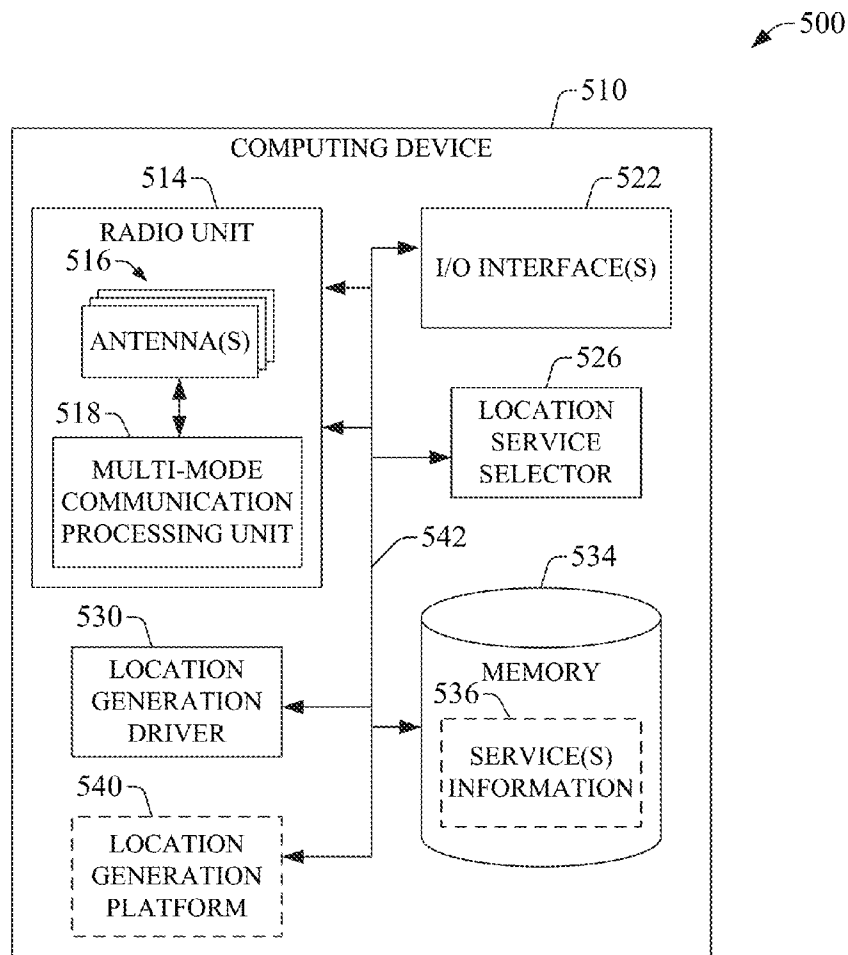 500
510
COMPUTING DEVICE
514
522
RADIO UNIT
516
I/O INTERFACE(S)
ANTENNA(S)
526
518
LOCATION
SERVICE
SELECTOR
MULTI-MODE
COMMUNICATION
PROCESSING UNIT
542
534
530
LOCATION
GENERATION
DRIVER
MEMORY
536
SERVICE(S)
INFORMATION
540
LOCATION
GENERATION
PLATFORM